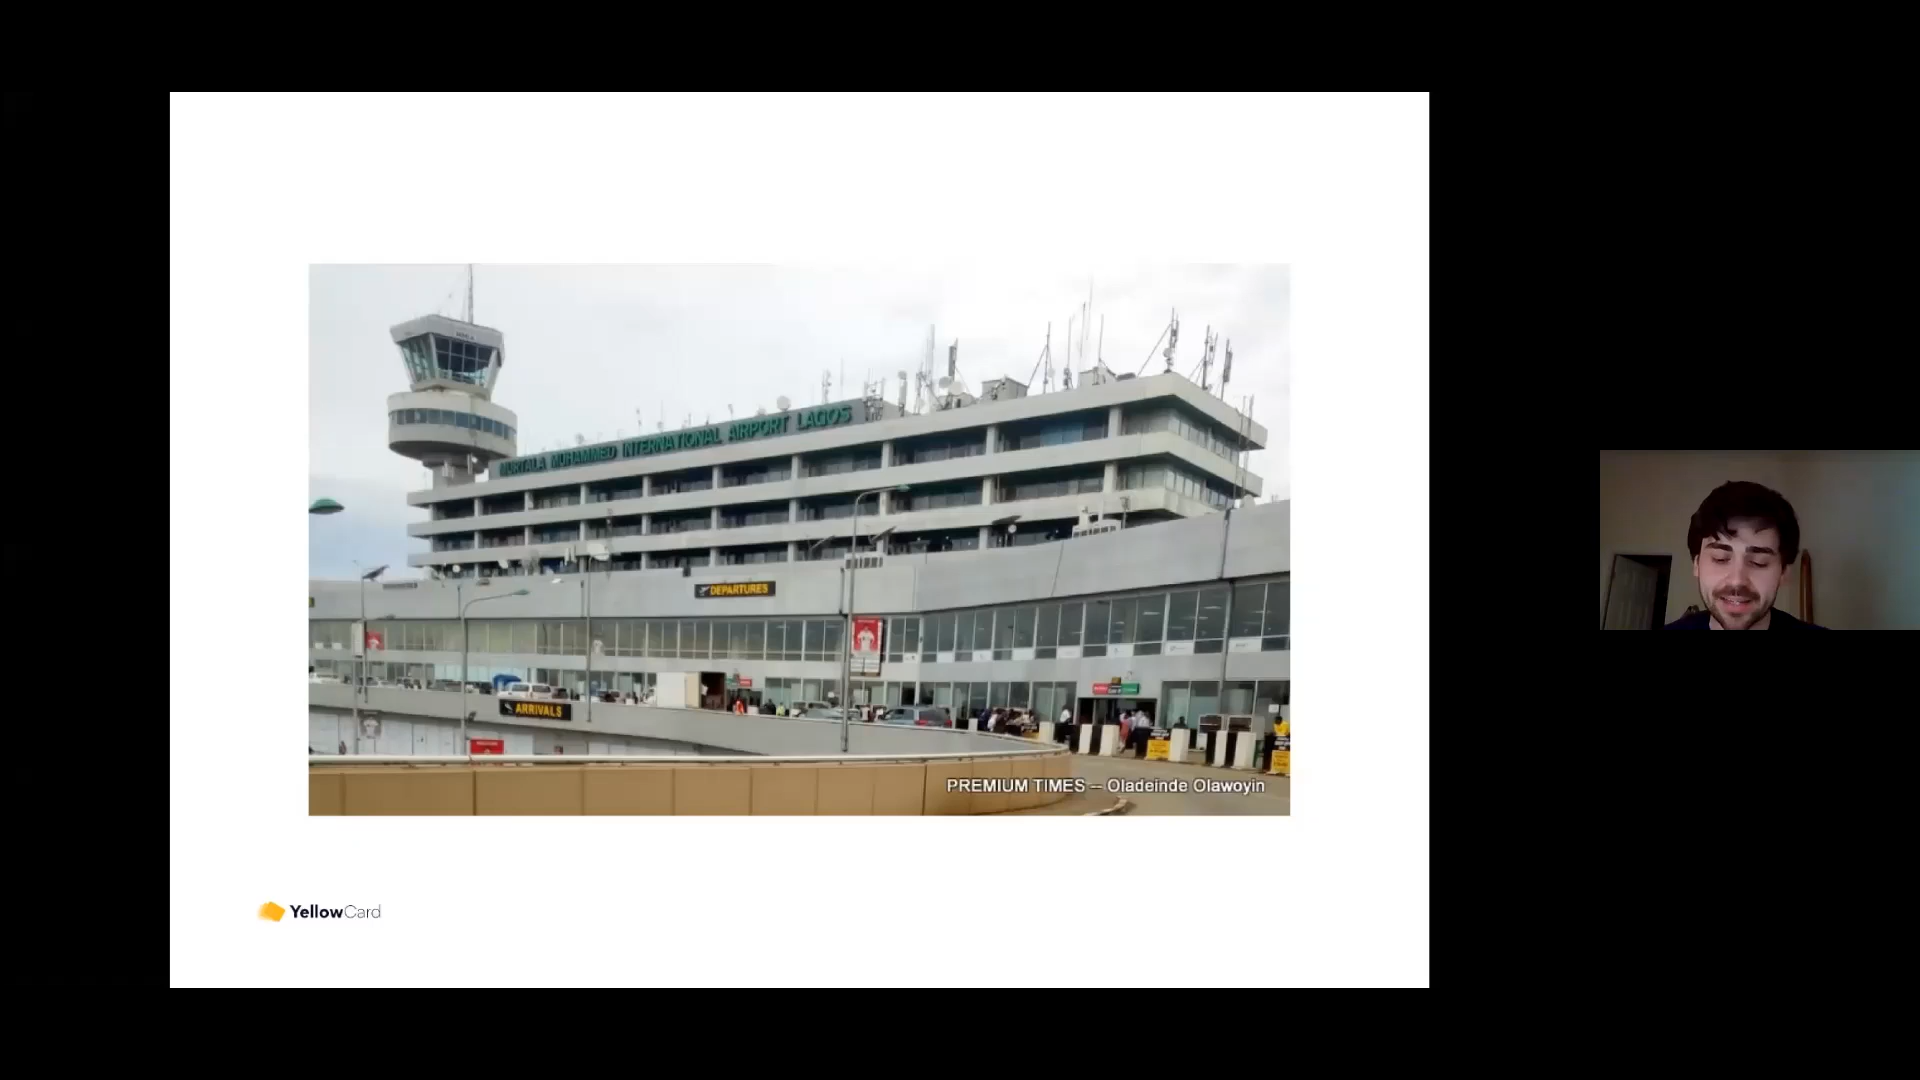 MURTALA MUHAMMED INTERNATIONAL AIRPORT LAGOS
DEPARTURES
ARRIVALS
PREMIUM TIMES -- Oladeinde Olawoyin
YellowCard